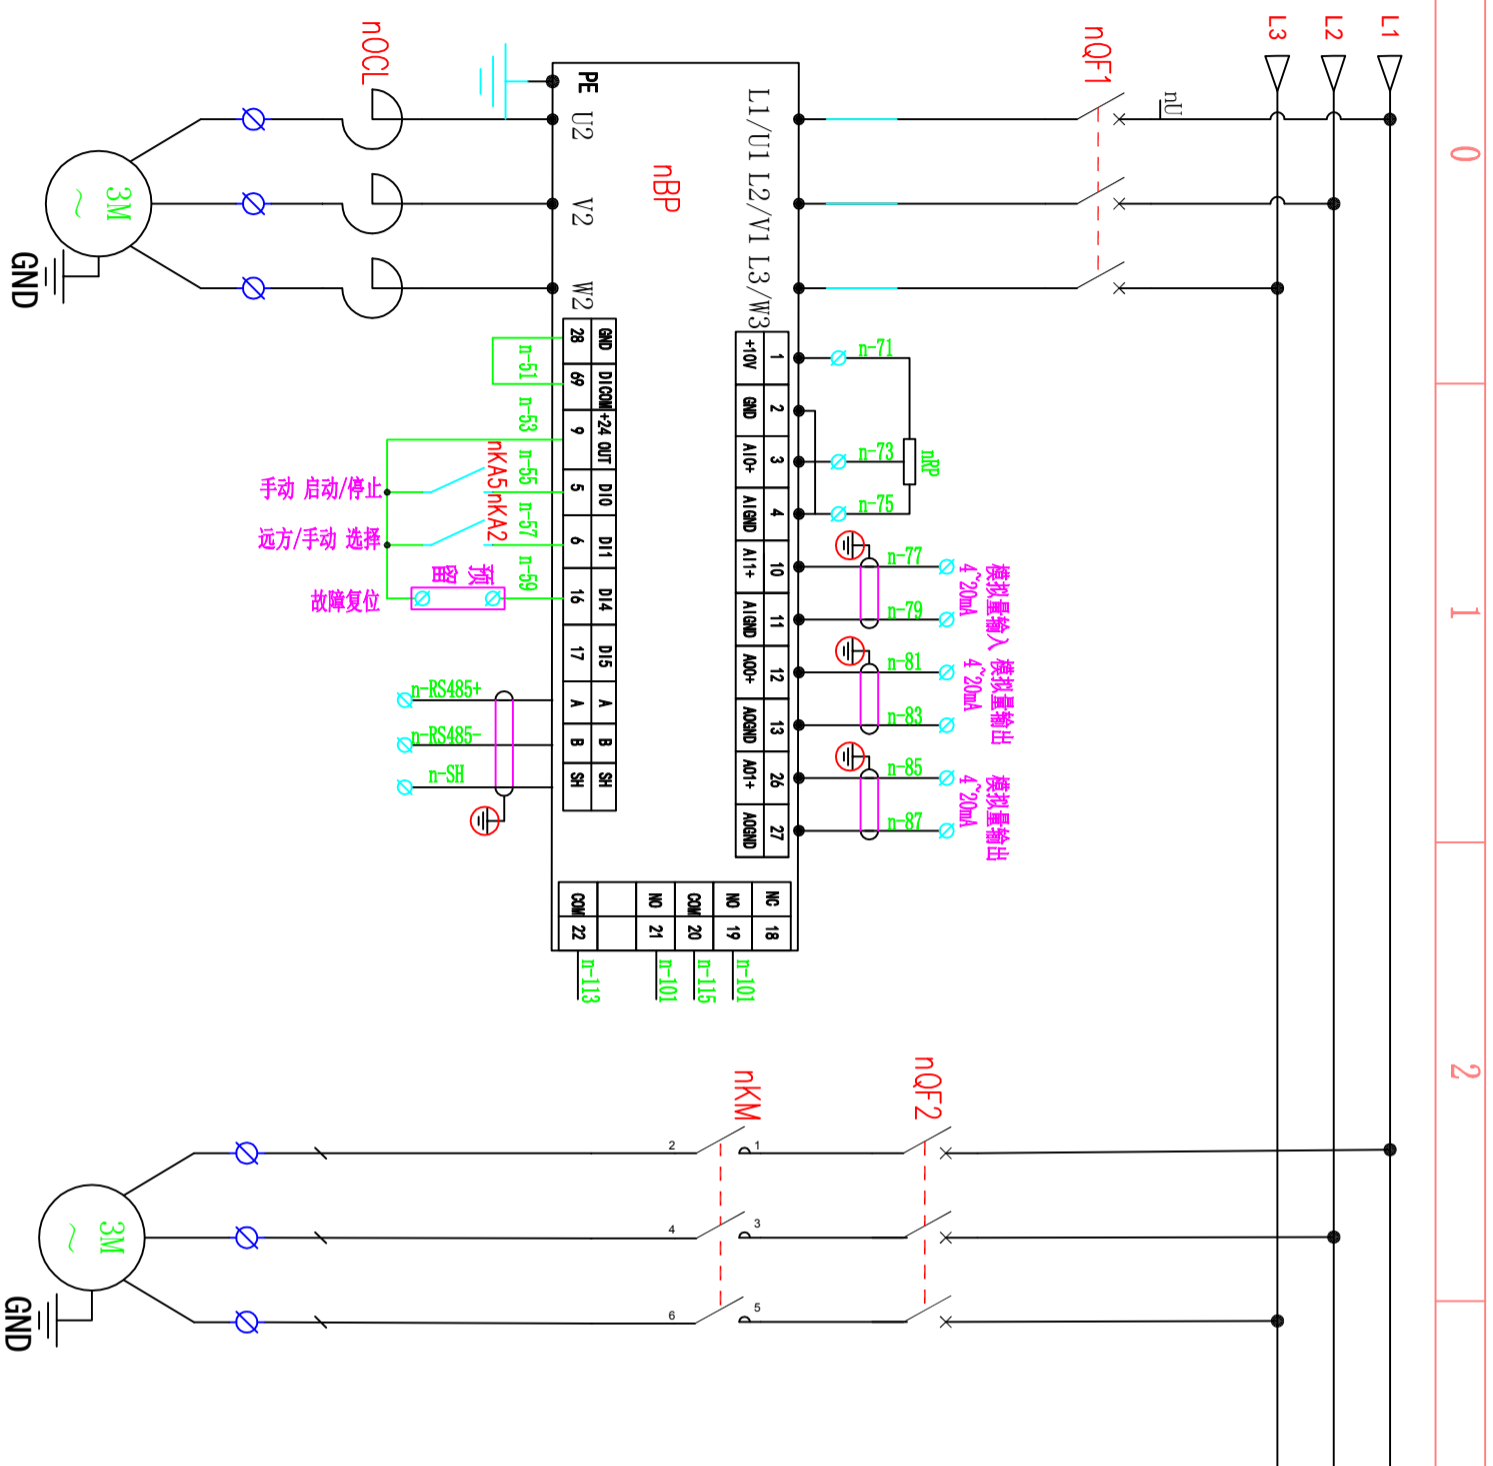 0
1
2
L1
L2
L3
nQF1
nU
L1/U1 L2/V1 L3/W3
nBP
PE
U2
V2
W2
nOCL
3M
~
GND
1
2
3
4
10
11
12
13
26
27
+10V
GND
AI0+
AIGND
AI1+
AIGND
AO0+
AOGND
AO1+
AOGND
n-71
n-73
n-75
nRP
n-77
n-79
n-81
n-83
n-85
n-87
模拟量输入
4~20mA
模拟量输出
4~20mA
模拟量输出
4~20mA
GND
DICOM
+24 OUT
DI0
DI1
DI4
DI5
A
B
SH
28
69
9
5
6
16
17
A
B
SH
n-51
n-53
n-55
n-57
n-59
nKA5
nKA2
手动 启动/停止
远方/手动 选择
故障复位
预留
n-RS485+
n-RS485-
n-SH
NC 18
NO 19
COM 20
NO 21
COM 22
n-101
n-115
n-101
n-113
nQF2
nKM
1
2
3
4
5
6
3M
~
GND